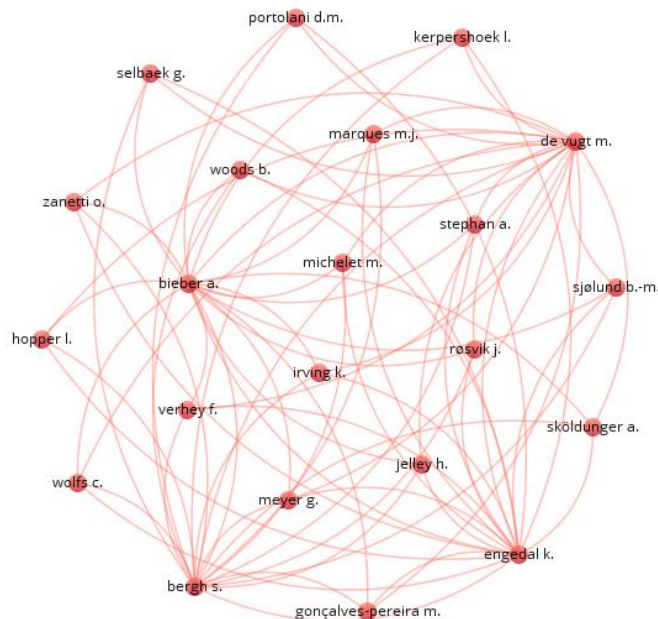 portolani d.m.
kerpershoek l.
selbaek g.
marques m.j.
de vugt m.
woods b.
zanetti o.
stephan a.
michelet m.
bieber a.
sjølund b.-m.
hopper l.
røsvik j.
irving k.
verhey f.
sköldunger a.
jelley h.
wolfs c.
meyer g.
engedal k.
bergh s.
gonçalves-pereira m.